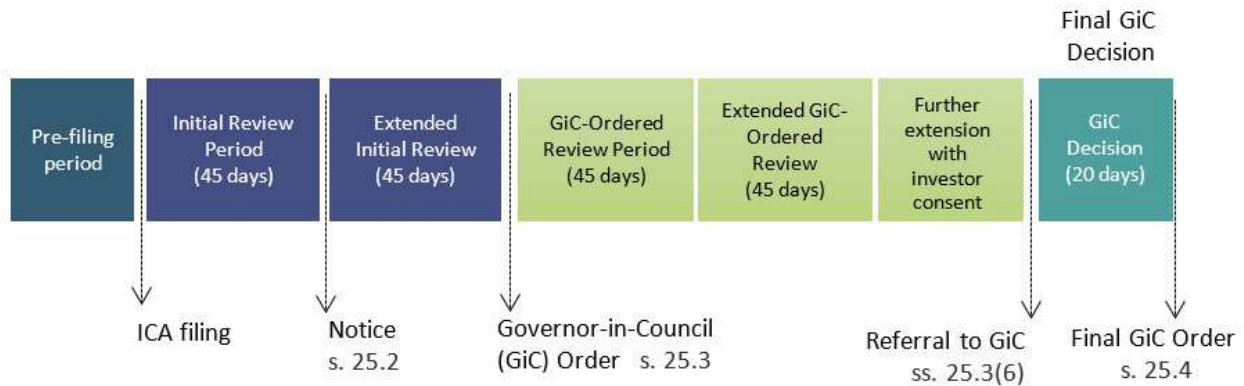 Final GiC
Decision
Pre-filing
period
Initial Review
Period
(45 days)
Extended
Initial Review
(45 days)
GiC-Ordered
Review Period
(45 days)
Extended GiC-
Ordered
Review
(45 days)
Further
extension
with
investor
consent
GiC
Decision
(20 days)
ICA filing
Notice
s. 25.2
Governor-in-Council
(GiC) Order s. 25.3
Referral to GiC
ss. 25.3(6)
Final GiC Order
s. 25.4